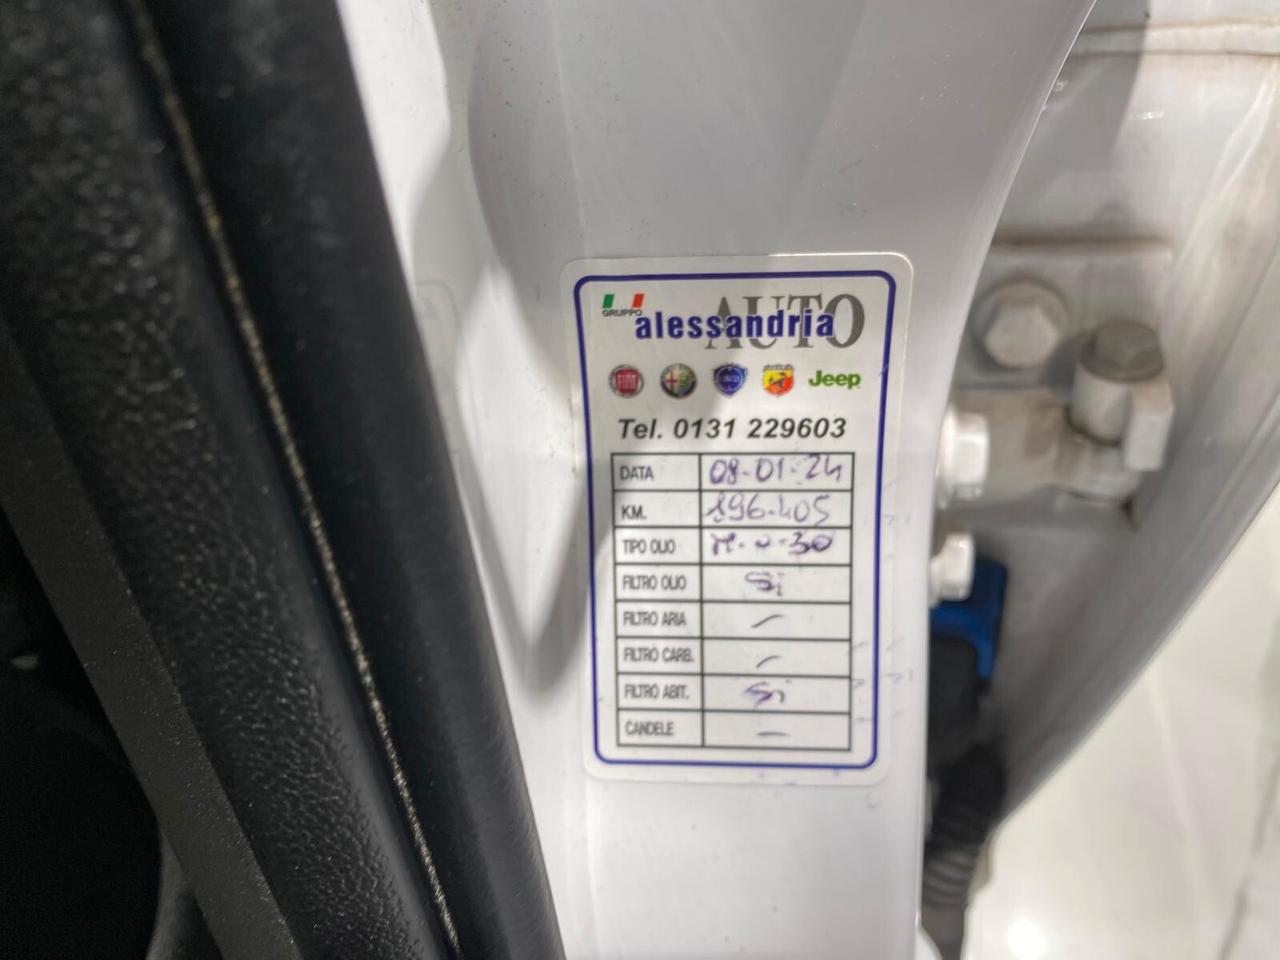 GRUPPO
AUTO
alessandria
FIAT
Jeep
Tel. 0131 229603
DATA 08-01-24
KM. 196.405
TIPO OLIO
FILTRO OLIO Si
FILTRO ARIA –
FILTRO CARB. –
FILTRO ABIT. Si
CANDELE –